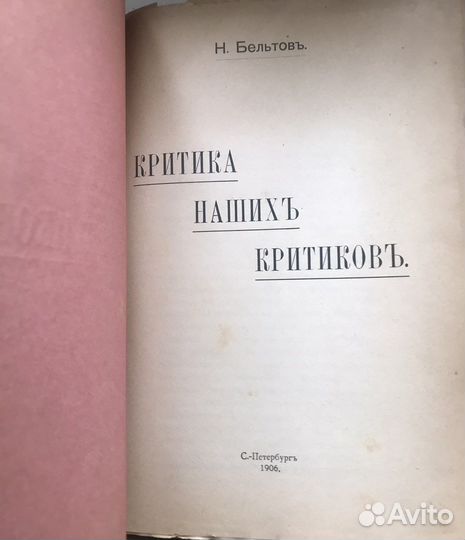 Н. Бельтовъ.
КРИТИКА
НАШИХЪ
КРИТИКОВЪ.
С.-Петербургъ
1906.
Avito